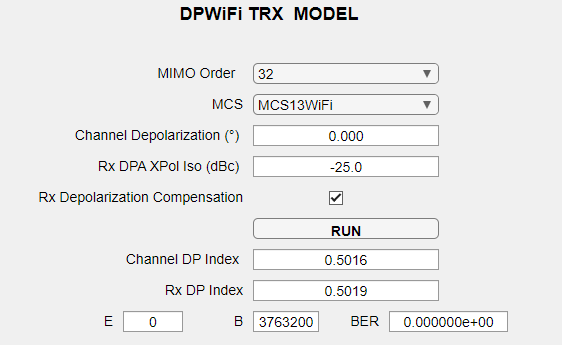 DPWiFi TRX MODEL
MIMO Order 32
MCS MCS13WiFi
Channel Depolarization (°) 0.000
Rx DPA XPol Iso (dBc) -25.0
Rx Depolarization Compensation
RUN
Channel DP Index 0.5016
Rx DP Index 0.5019
E 0 B 3763200 BER 0.000000e+00